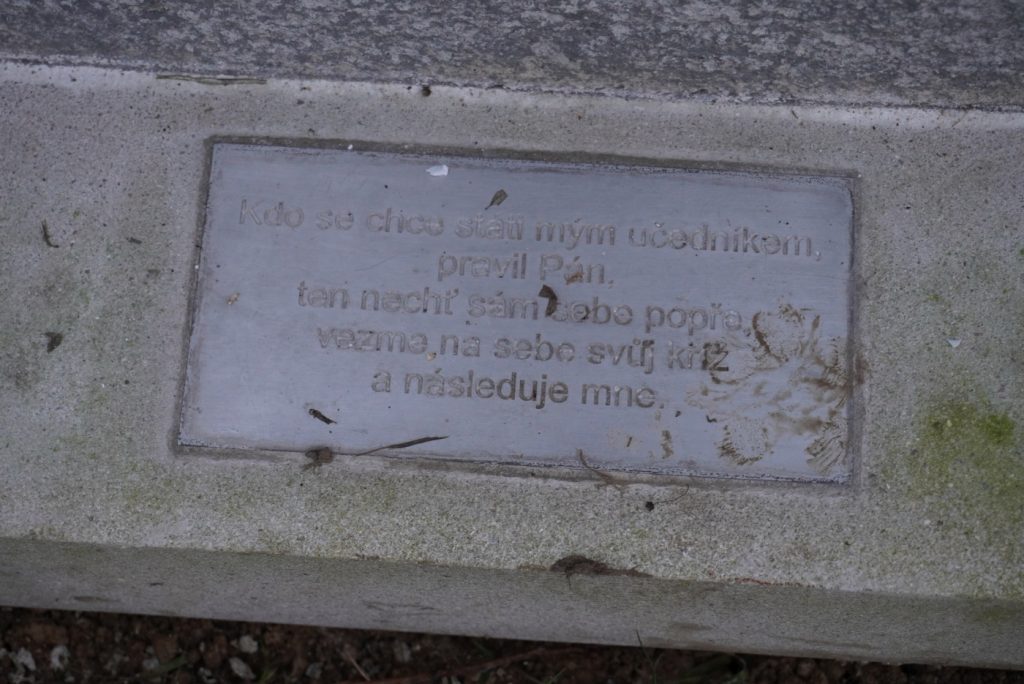 Kdo se chce státi mým učedníkem,
pravil Pán,
ten nechť sám sebe popře,
vezme na sebe svůj kříž
a následuje mne.